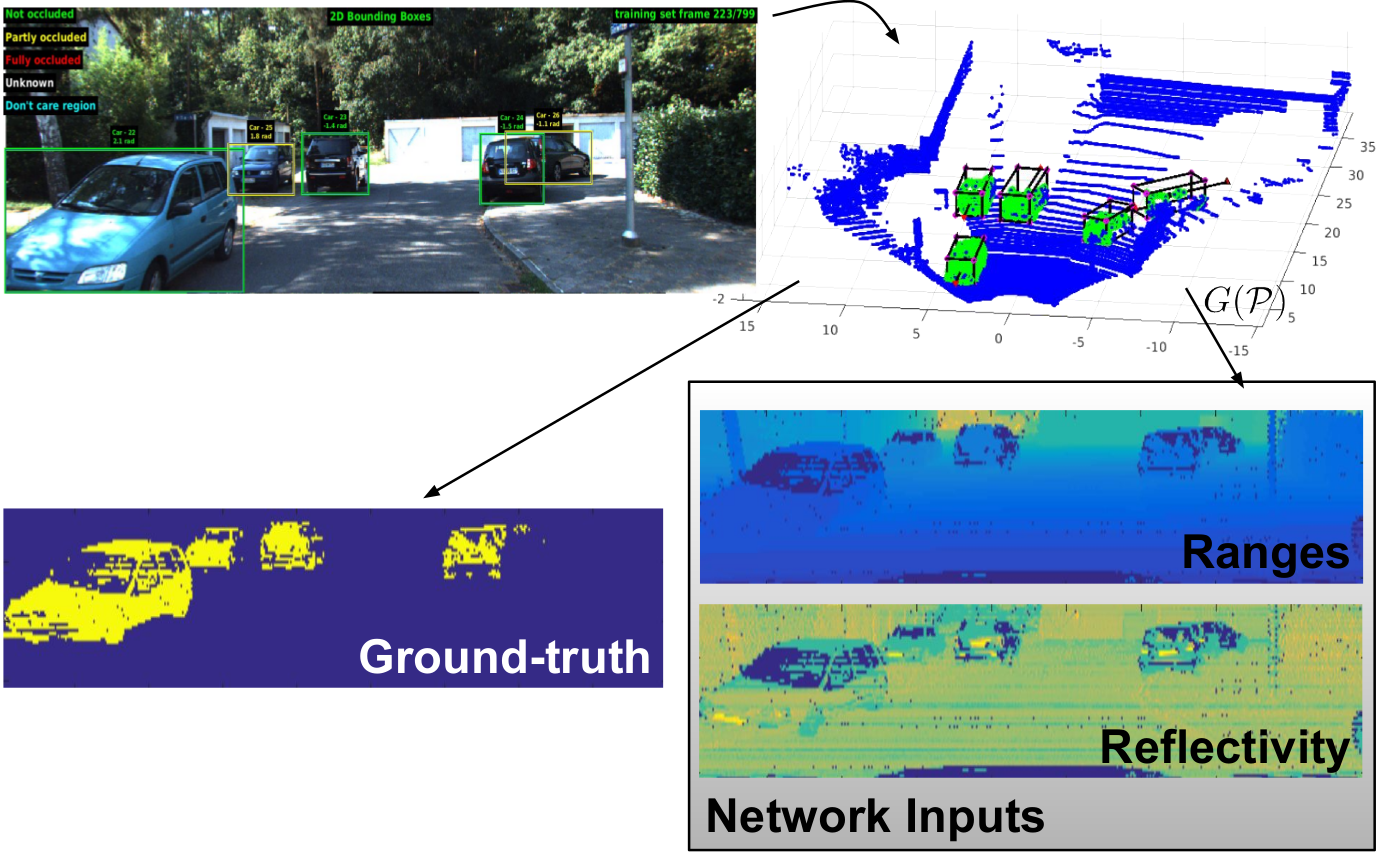 Not occluded
2D Bounding Boxes
training set frame 223/799
Partly occluded
Fully occluded
Unknown
Don't care region
Car - 22
2.1 rad
Car - 25
1.8 rad
Car - 23
-1.4 rad
Car - 24
-1.5 rad
Car - 26
-1.1 rad
35
30
25
20
15
10
5
-2
15
10
5
0
-5
-10
-15
G(P)
Ground-truth
Ranges
Reflectivity
Network Inputs